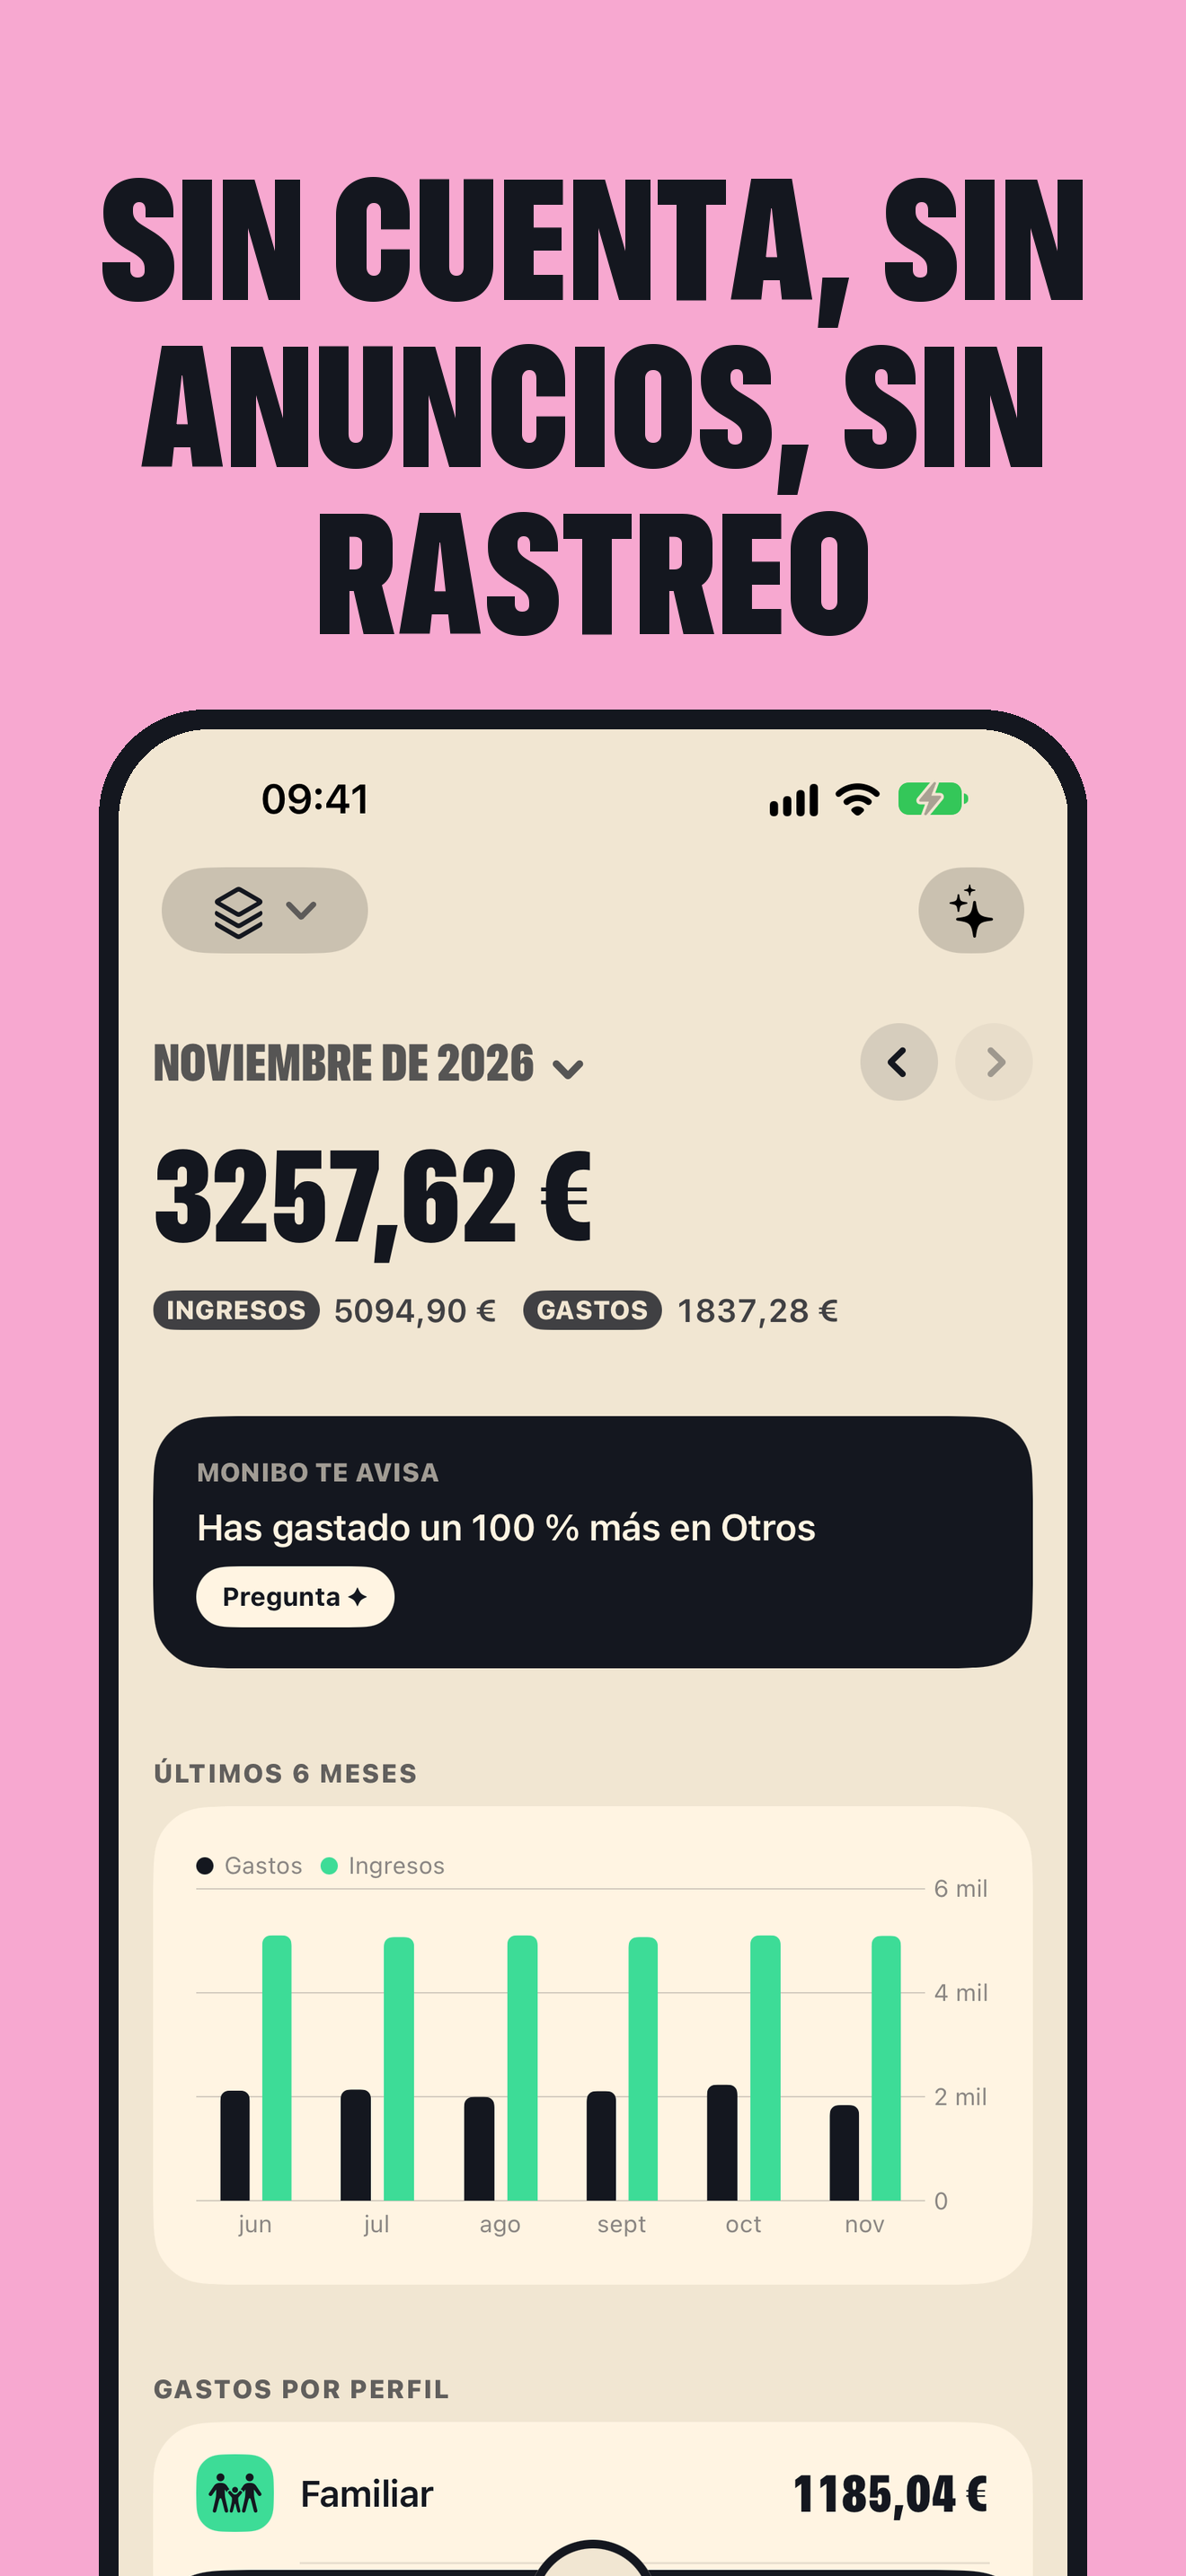 SIN CUENTA, SIN
ANUNCIOS, SIN
RASTREO
09:41
NOVIEMBRE DE 2026
3257,62 €
INGRESOS 5094,90 € GASTOS 1837,28 €
MONIBO TE AVISA
Has gastado un 100 % más en Otros
Pregunta
ÚLTIMOS 6 MESES
Gastos Ingresos
6 mil
4 mil
2 mil
0
jun jul ago sept oct nov
GASTOS POR PERFIL
Familiar 1185,04 €